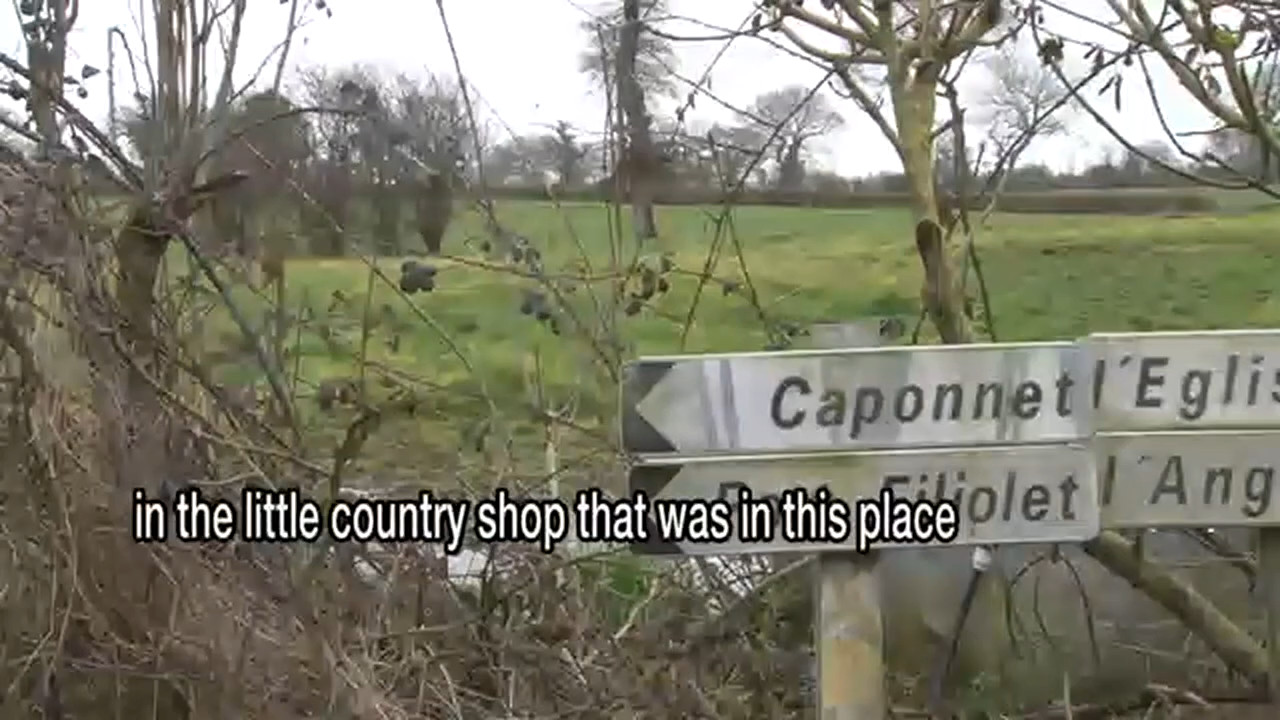 Caponnet
l'Eglis
Filiolet
l'Ang
in the little country shop that was in this place